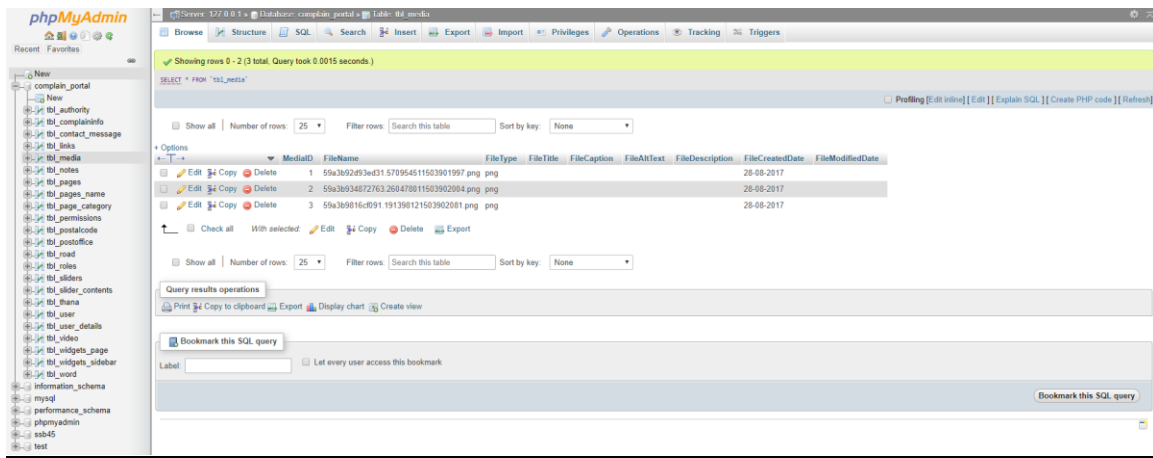 phpMyAdmin
Recent Favorites
New
complain_portal
New
tbl_authority
tbl_complaininfo
tbl_contact_message
tbl_links
tbl_media
tbl_notes
tbl_pages
tbl_pages_name
tbl_page_category
tbl_permissions
tbl_postalcode
tbl_postoffice
tbl_road
tbl_roles
tbl_sliders
tbl_slider_contents
tbl_thana
tbl_user
tbl_user_details
tbl_video
tbl_widgets_page
tbl_widgets_sidebar
tbl_word
information_schema
mysql
performance_schema
phpmyadmin
ssb45
test
Server: 127.0.0.1 » Database: complain_portal » Table: tbl_media
Browse Structure SQL Search Insert Export Import Privileges Operations Tracking Triggers
Showing rows 0 - 2 (3 total, Query took 0.0015 seconds.)
SELECT * FROM `tbl_media`
Profiling [Edit inline] [ Edit ] [ Explain SQL ] [ Create PHP code ] [ Refresh]
Show all | Number of rows: 25 Filter rows: Search this table Sort by key: None
+ Options
←T→ MediaID FileName FileType FileTitle FileCaption FileAltText FileDescription FileCreatedDate FileModifiedDate
Edit Copy Delete 1 59a3b92d93ed31.570954511503901997.png png 28-08-2017
Edit Copy Delete 2 59a3b934872763.260478011503902004.png png 28-08-2017
Edit Copy Delete 3 59a3b9816cf091.191398121503902081.png png 28-08-2017
Check all With selected: Edit Copy Delete Export
Show all | Number of rows: 25 Filter rows: Search this table Sort by key: None
Query results operations
Print Copy to clipboard Export Display chart Create view
Bookmark this SQL query
Label: Let every user access this bookmark
Bookmark this SQL query